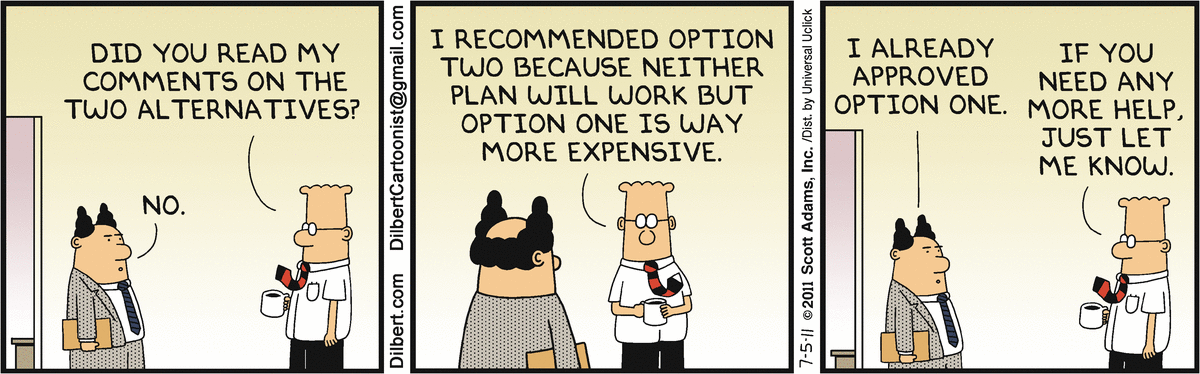 DID YOU READ MY
COMMENTS ON THE
TWO ALTERNATIVES?
NO.
Dilbert.com DilbertCartoonist@gmail.com
I RECOMMENDED OPTION
TWO BECAUSE NEITHER
PLAN WILL WORK BUT
OPTION ONE IS WAY
MORE EXPENSIVE.
7-5-11 ©2011 Scott Adams, Inc. /Dist. by Universal Uclick
I ALREADY
APPROVED
OPTION ONE.
IF YOU
NEED ANY
MORE HELP,
JUST LET
ME KNOW.